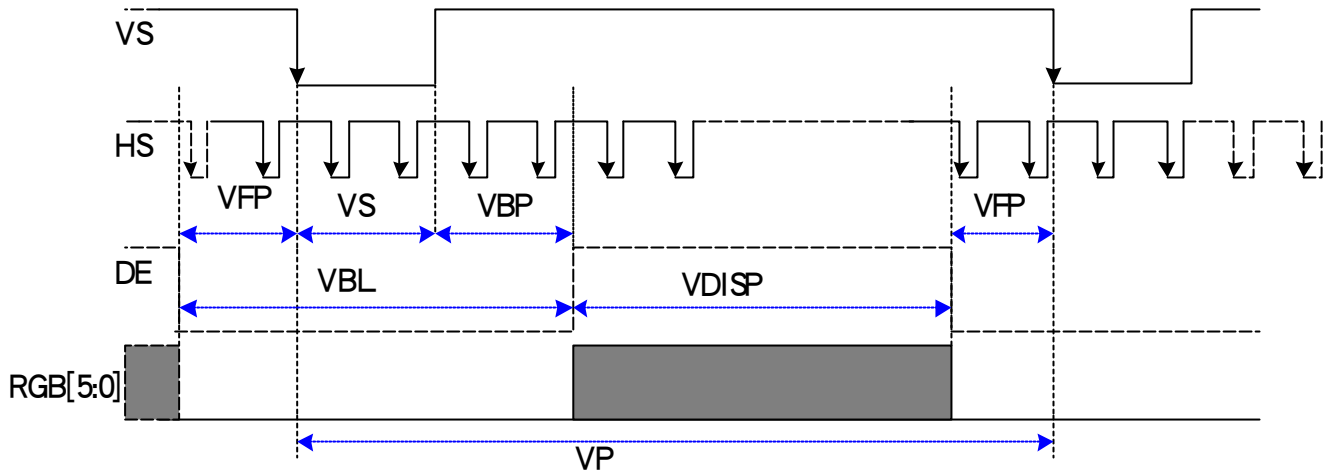 VS
HS
VFP VS VBP VFP
DE
VBL VDISP
RGB[5:0]
VP